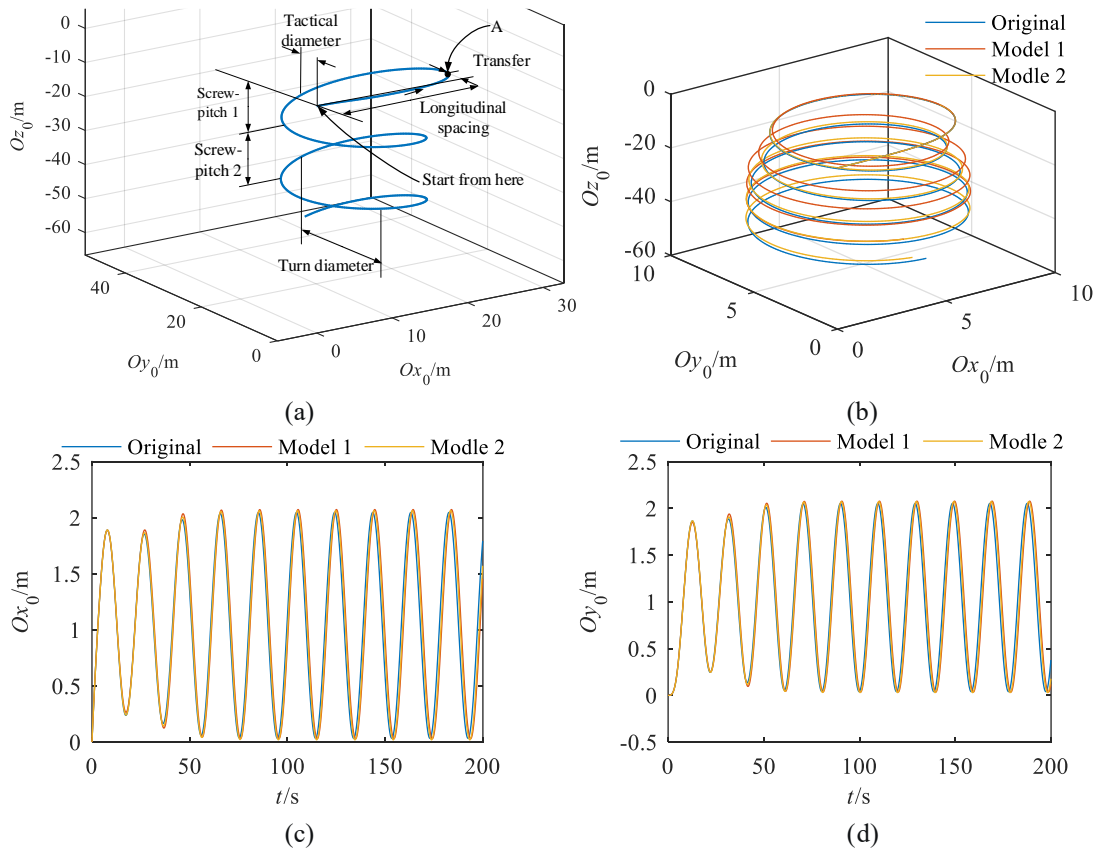 Tactical
diameter
A
Transfer
Screw-
pitch 1
Longitudinal
spacing
Screw-
pitch 2
Start from here
Turn diameter
0
-10
-20
-30
-40
-50
-60
Oz0/m
40
20
0
Oy0/m
0
10
20
30
Ox0/m
(a)
Original
Model 1
Modle 2
0
-20
-40
-60
Oz0/m
10
5
0
Oy0/m
0
5
10
Ox0/m
(b)
Original Model 1 Modle 2
2.5
2
1.5
1
0.5
0
Ox0/m
0 50 100 150 200
t/s
(c)
Original Model 1 Modle 2
2.5
2
1.5
1
0.5
0
-0.5
Oy0/m
0 50 100 150 200
t/s
(d)